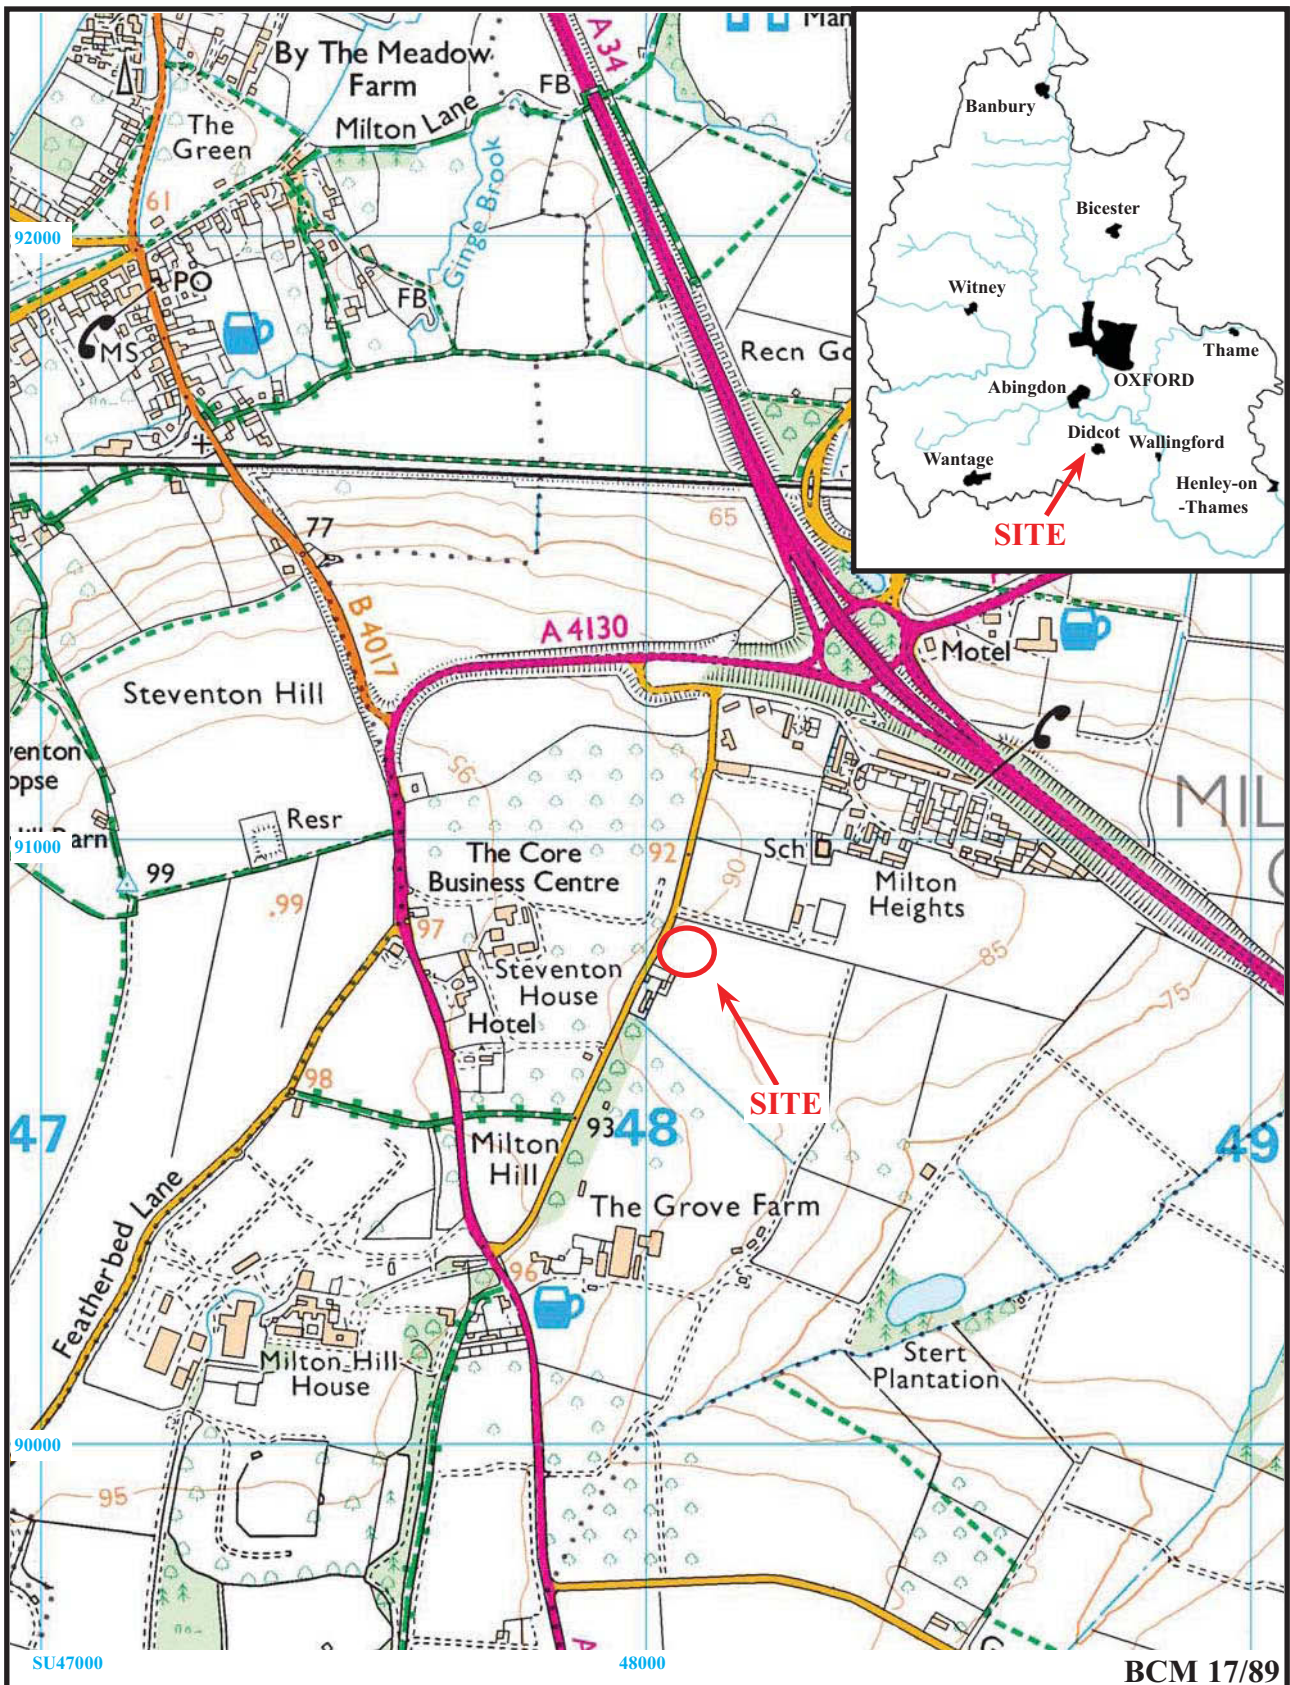 By The Meadow
Farm
A34
FB
Milton Lane
The
Green
61
Ginge Brook
92000
PO
FB
MS
Recn
65
77
B 4017
A 4130
Motel
Steventon Hill
95
Resr
91000
99
.99
The Core
Business Centre
92
90
Sch
Milton
Heights
97
85
Steventon
House
75
Hotel
98
SITE
47
93
48
49
Milton
Hill
Feather bed Lane
The Grove Farm
96
Milton Hill
House
Stert
Plantation
90000
95
SU47000
48000
BCM 17/89
Banbury
Bicester
Witney
Thame
OXFORD
Abingdon
Didcot
Wallingford
Wantage
Henley-on
-Thames
SITE